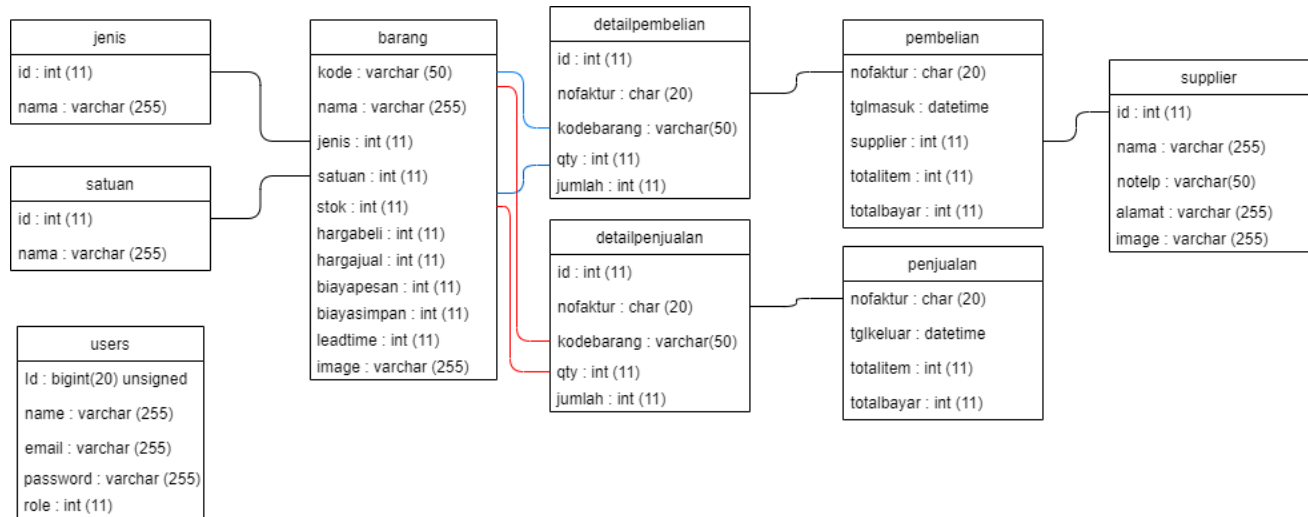 jenis
id : int (11)
nama : varchar (255)
satuan
id : int (11)
nama : varchar (255)
users
Id : bigint(20) unsigned
name : varchar (255)
email : varchar (255)
password : varchar (255)
role : int (11)
barang
kode : varchar (50)
nama : varchar (255)
jenis : int (11)
satuan : int (11)
stok : int (11)
hargabeli : int (11)
hargajual : int (11)
biayapesan : int (11)
biayasimpan : int (11)
leadtime : int (11)
image : varchar (255)
detailpembelian
id : int (11)
nofaktur : char (20)
kodebarang : varchar(50)
qty : int (11)
jumlah : int (11)
detailpenjualan
id : int (11)
nofaktur : char (20)
kodebarang : varchar(50)
qty : int (11)
jumlah : int (11)
pembelian
nofaktur : char (20)
tglmasuk : datetime
supplier : int (11)
totalitem : int (11)
totalbayar : int (11)
penjualan
nofaktur : char (20)
tglkeluar : datetime
totalitem : int (11)
totalbayar : int (11)
supplier
id : int (11)
nama : varchar (255)
notelp : varchar(50)
alamat : varchar (255)
image : varchar (255)